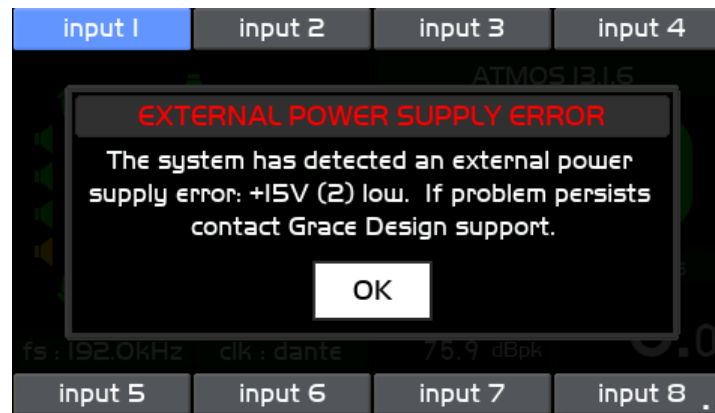 input 1 input 2 input 3 input 4
ATMOS 13.1.6
EXTERNAL POWER SUPPLY ERROR
The system has detected an external power
supply error: +15V (2) low. If problem persists
contact Grace Design support.
OK
fs : 192.0kHz clk : dante 75.9 dBpk
input 5 input 6 input 7 input 8